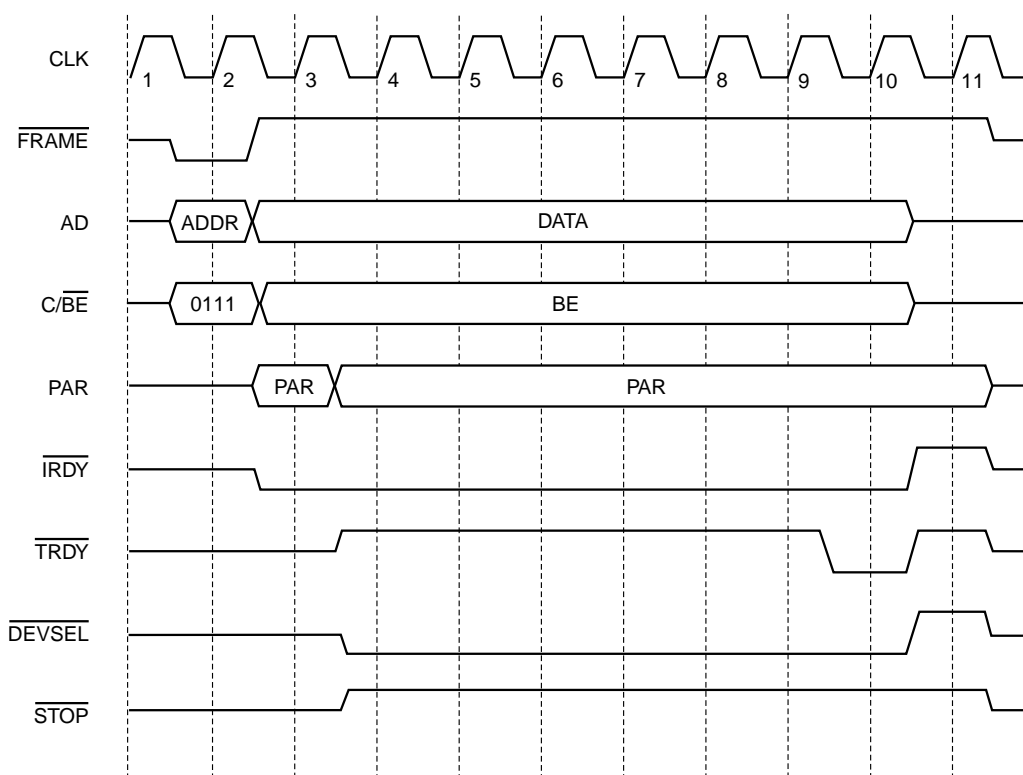 CLK
1 2 3 4 5 6 7 8 9 10 11
FRAME
AD ADDR DATA
C/BE 0111 BE
PAR PAR PAR
IRDY
TRDY
DEVSEL
STOP